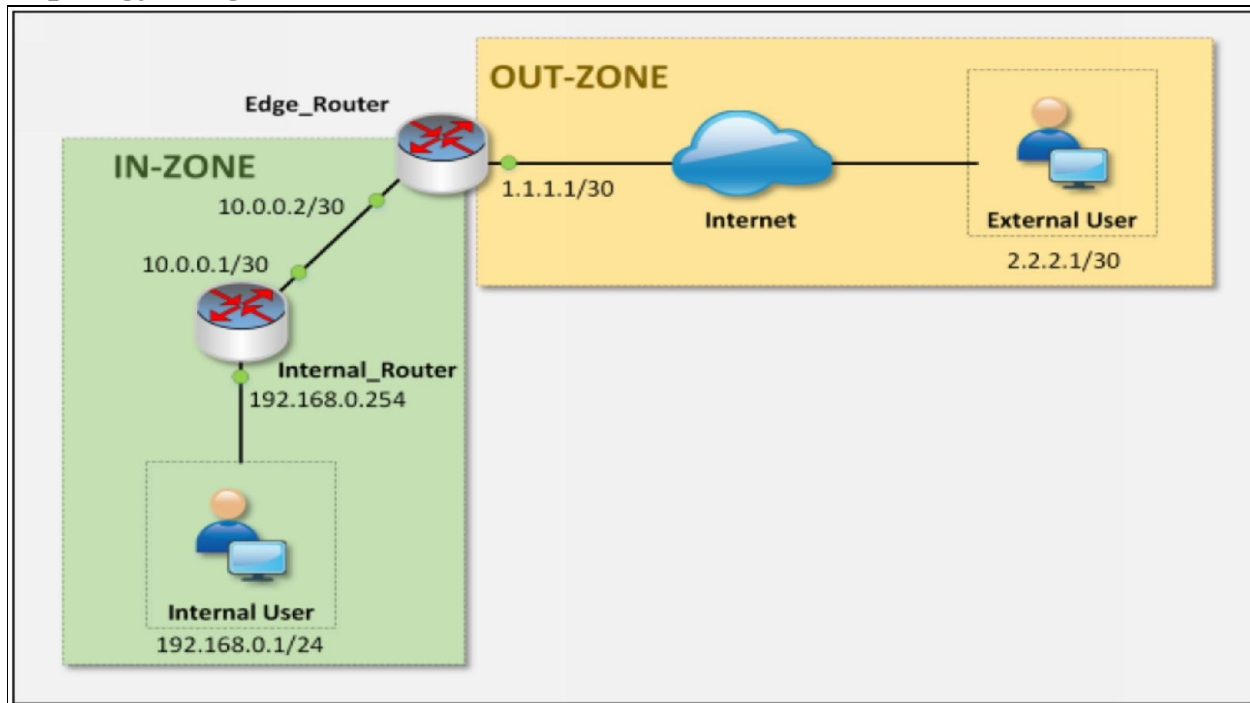 OUT-ZONE
Edge_Router
IN-ZONE
1.1.1.1/30
10.0.0.2/30
Internet
External User
2.2.2.1/30
10.0.0.1/30
Internal_Router
192.168.0.254
Internal User
192.168.0.1/24